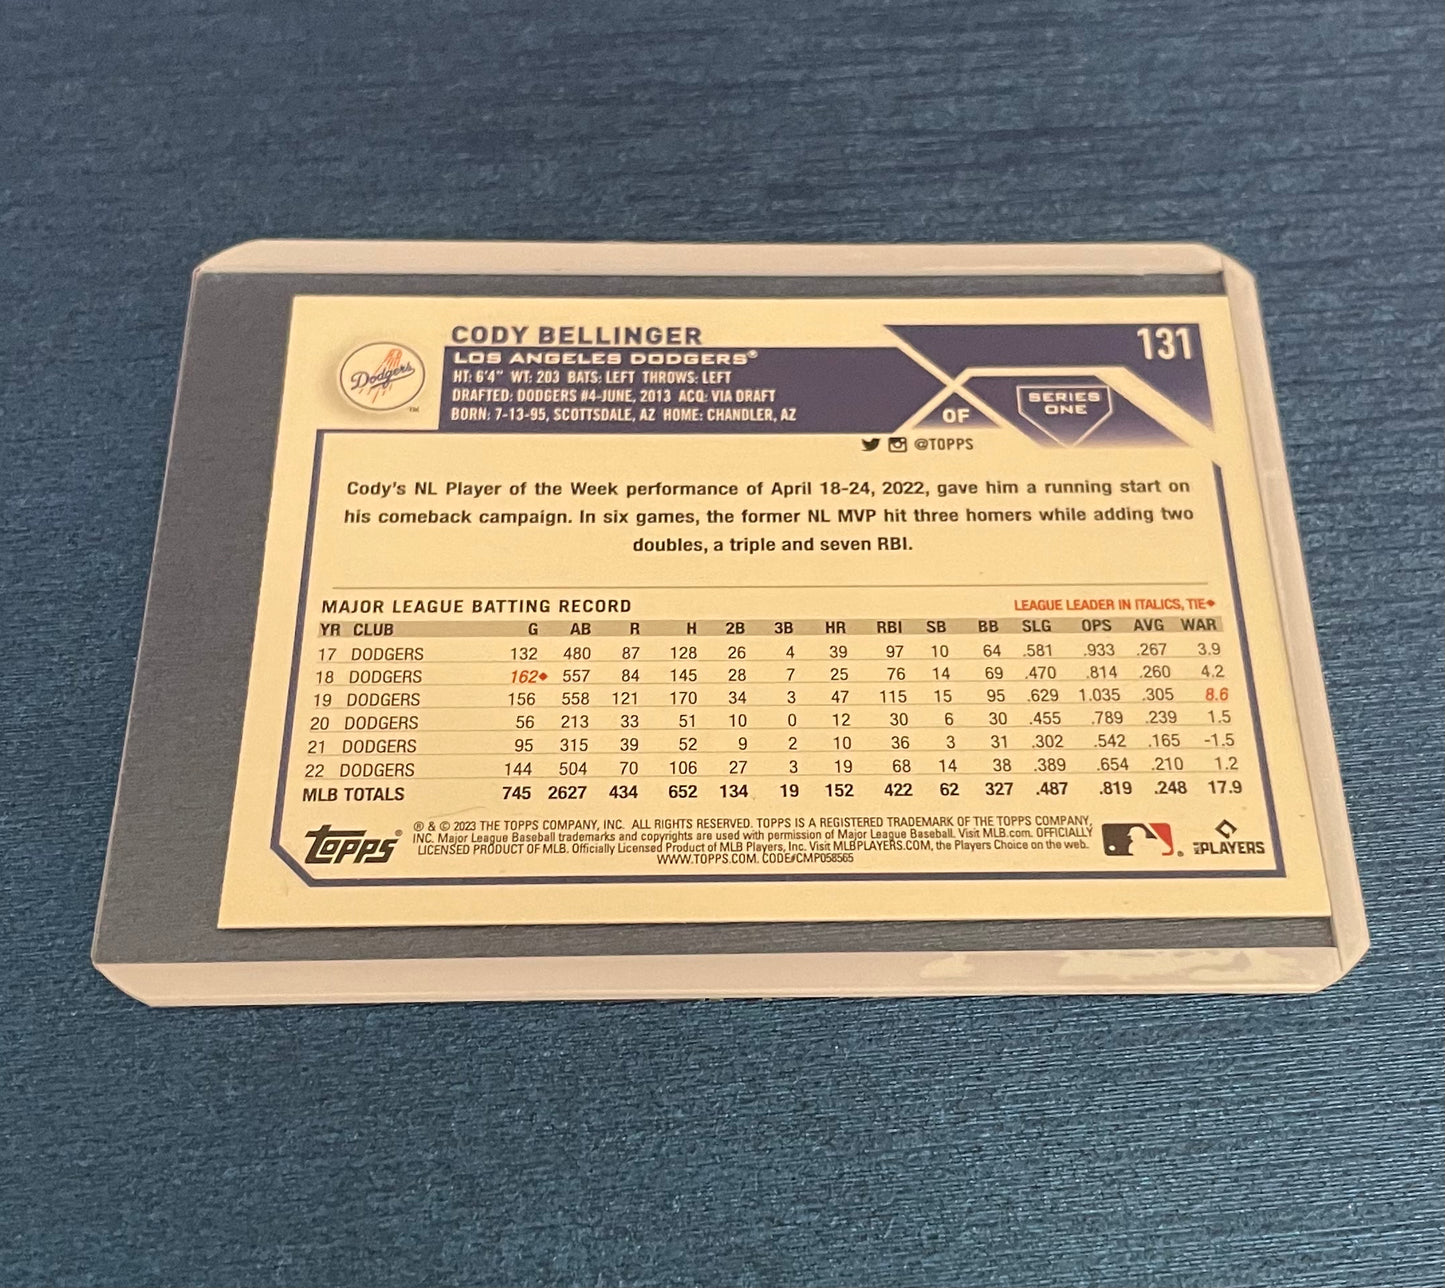 CODY BELLINGER
131
LOS ANGELES DODGERS®
HT: 6'4" WT: 203 BATS: LEFT THROWS: LEFT
DRAFTED: DODGERS #4-JUNE, 2013 ACQ: VIA DRAFT
BORN: 7-13-95, SCOTTSDALE, AZ HOME: CHANDLER, AZ
Dodgers ™
OF
SERIES
ONE
@TOPPS
Cody's NL Player of the Week performance of April 18-24, 2022, gave him a running start on
his comeback campaign. In six games, the former NL MVP hit three homers while adding two
doubles, a triple and seven RBI.
MAJOR LEAGUE BATTING RECORD LEAGUE LEADER IN ITALICS, TIE◆
YR CLUB G AB R H 2B 3B HR RBI SB BB SLG OPS AVG WAR
17 DODGERS 132 480 87 128 26 4 39 97 10 64 .581 .933 .267 3.9
18 DODGERS 162◆ 557 84 145 28 7 25 76 14 69 .470 .814 .260 4.2
19 DODGERS 156 558 121 170 34 3 47 115 15 95 .629 1.035 .305 8.6
20 DODGERS 56 213 33 51 10 0 12 30 6 30 .455 .789 .239 1.5
21 DODGERS 95 315 39 52 9 2 10 36 3 31 .302 .542 .165 -1.5
22 DODGERS 144 504 70 106 27 3 19 68 14 38 .389 .654 .210 1.2
MLB TOTALS 745 2627 434 652 134 19 152 422 62 327 .487 .819 .248 17.9
topps®
® & © 2023 THE TOPPS COMPANY, INC. ALL RIGHTS RESERVED. TOPPS IS A REGISTERED TRADEMARK OF THE TOPPS COMPANY,
INC. Major League Baseball trademarks and copyrights are used with permission of Major League Baseball. Visit MLB.com. OFFICIALLY
LICENSED PRODUCT OF MLB. Officially Licensed Product of MLB Players, Inc. Visit MLBPLAYERS.COM, the Players Choice on the web.
WWW.TOPPS.COM. CODE#CMP058565
®
MLB PLAYERS